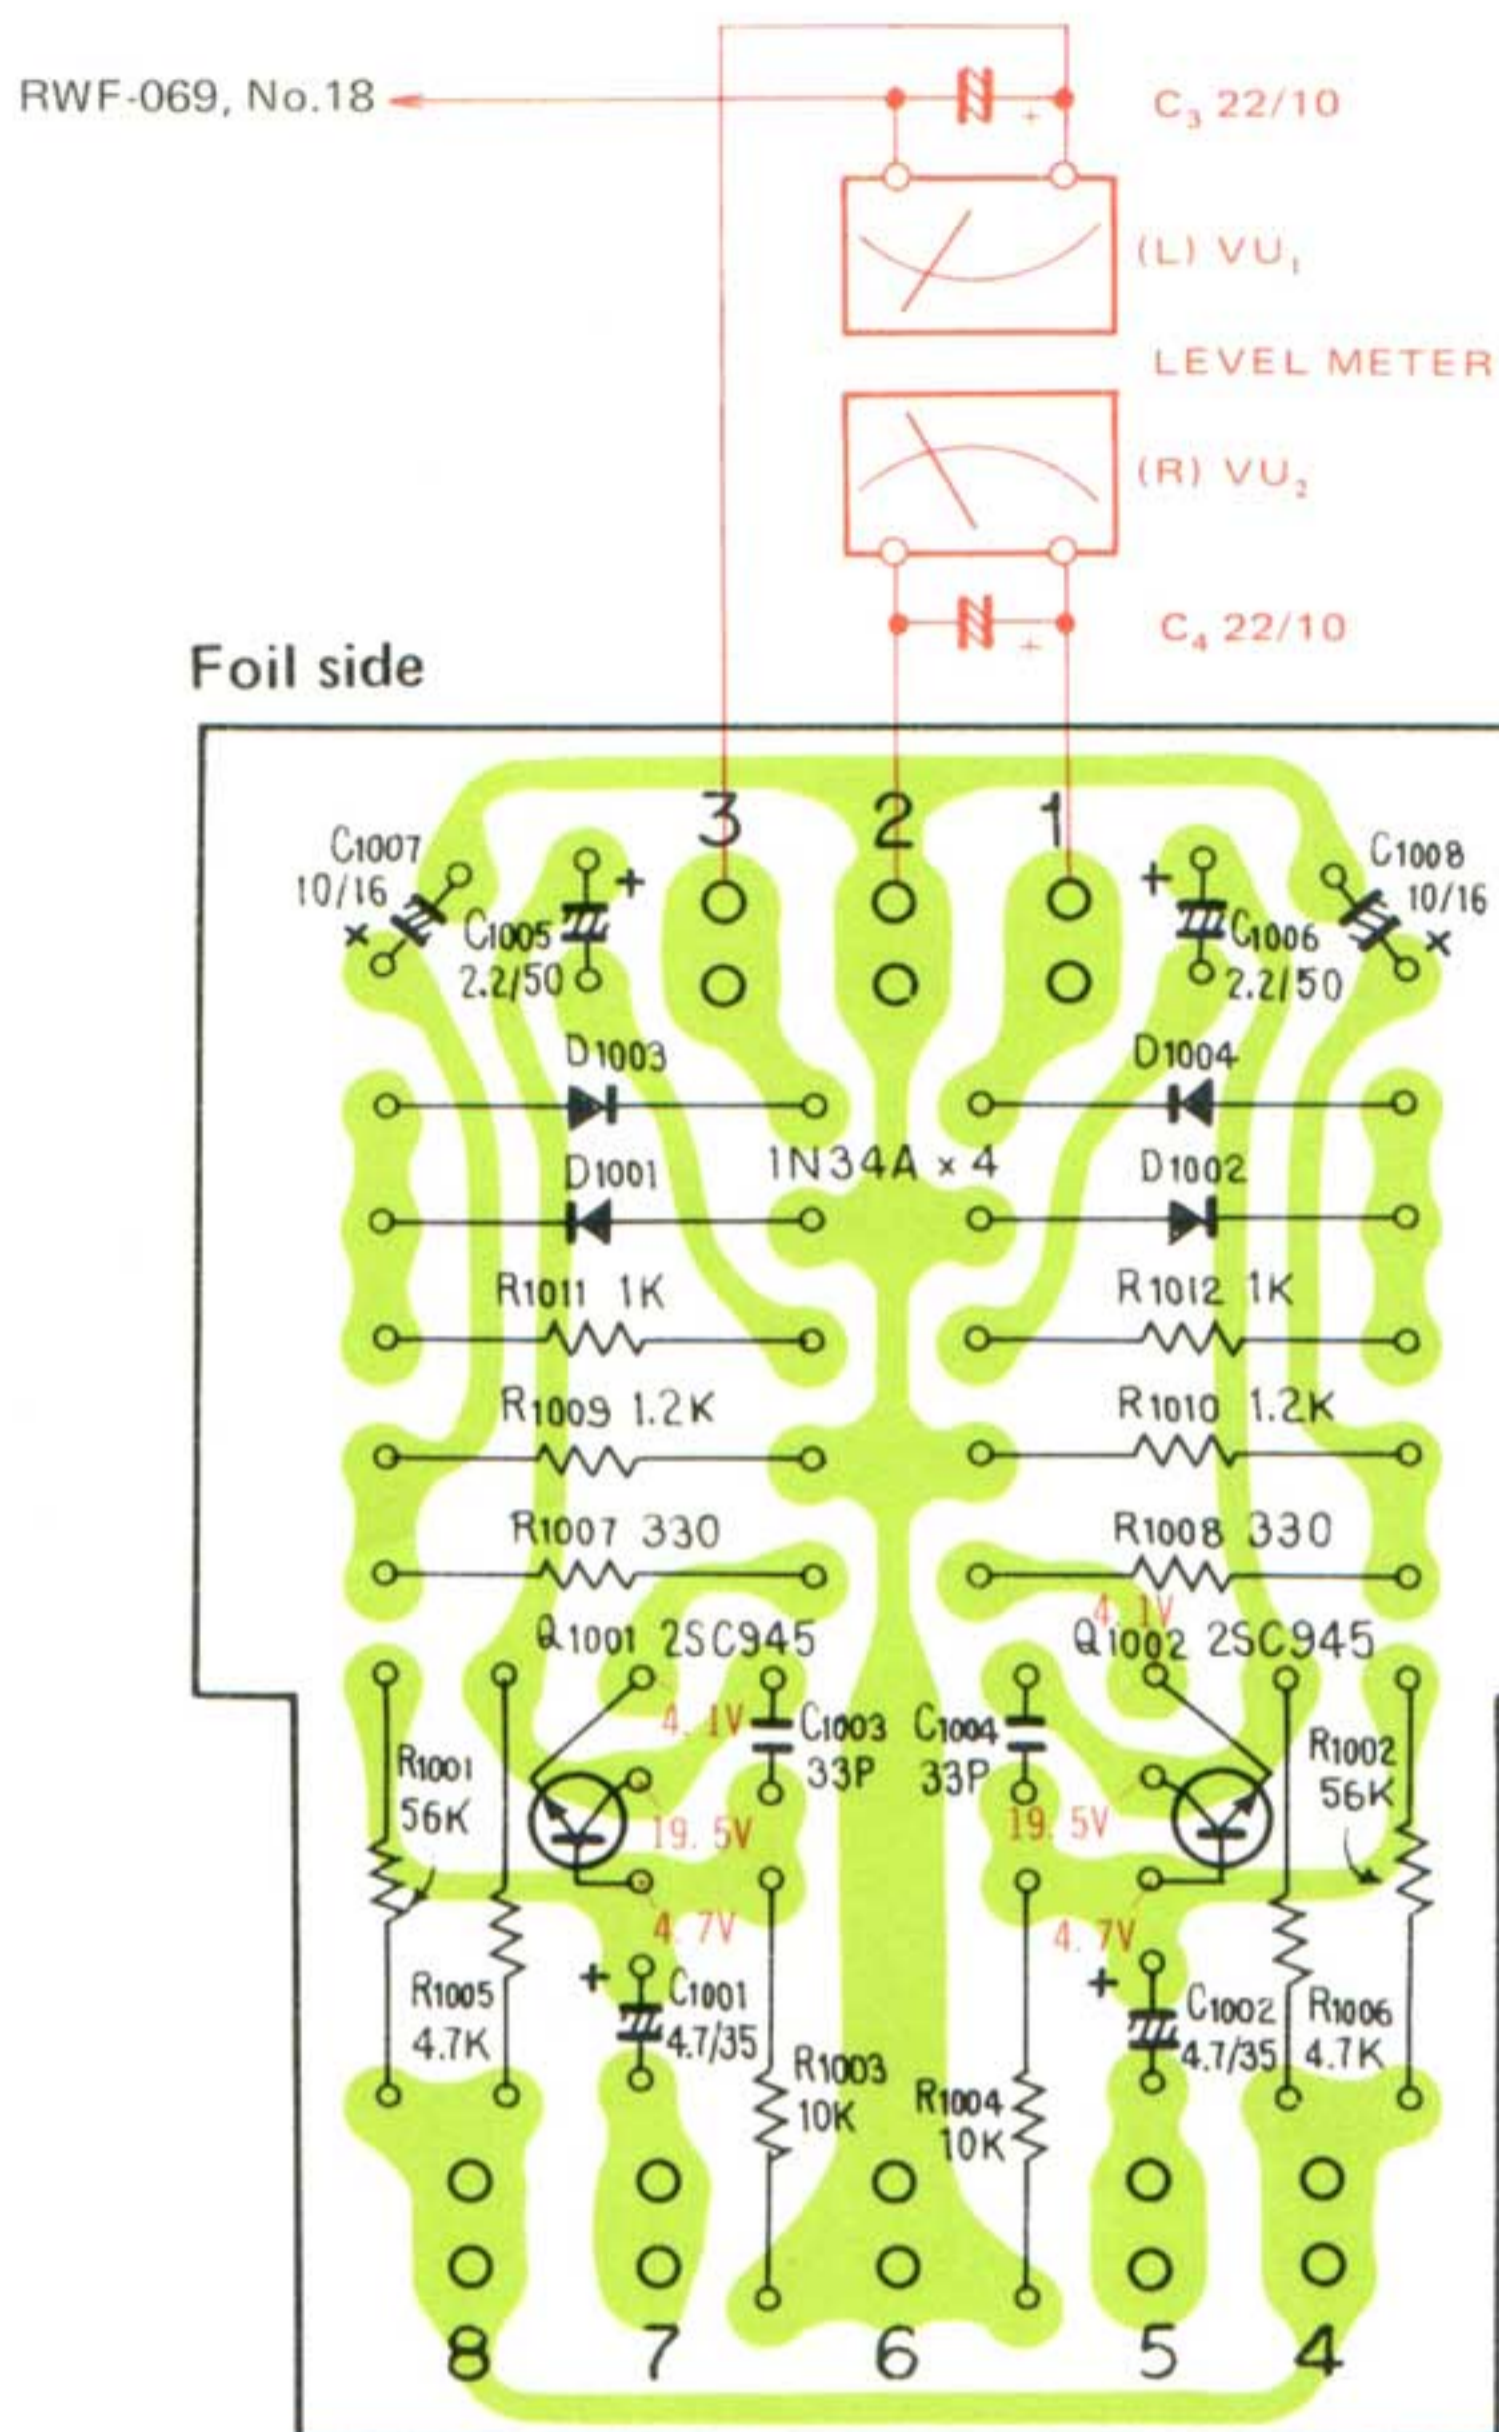 RWF-069, No.18
C₃ 22/10
(L) VU₁
LEVEL METER
(R) VU₂
C₄ 22/10
Foil side
3 2 1
C1007
10/16
+
C1005
2.2/50
+
C1006
2.2/50
C1008
10/16
D1003
D1004
1N34A × 4
D1001
D1002
R1011 1K
R1012 1K
R1009 1.2K
R1010 1.2K
R1007 330
R1008 330
4.1V
Q1001 2SC945
Q1002 2SC945
4.1V
C1003
33P
C1004
33P
R1001
56K
R1002
56K
19.5V
19.5V
4.7V
4.7V
R1005
4.7K
+
C1001
4.7/35
+
C1002
4.7/35
R1006
4.7K
R1003
10K
R1004
10K
8 7 6 5 4